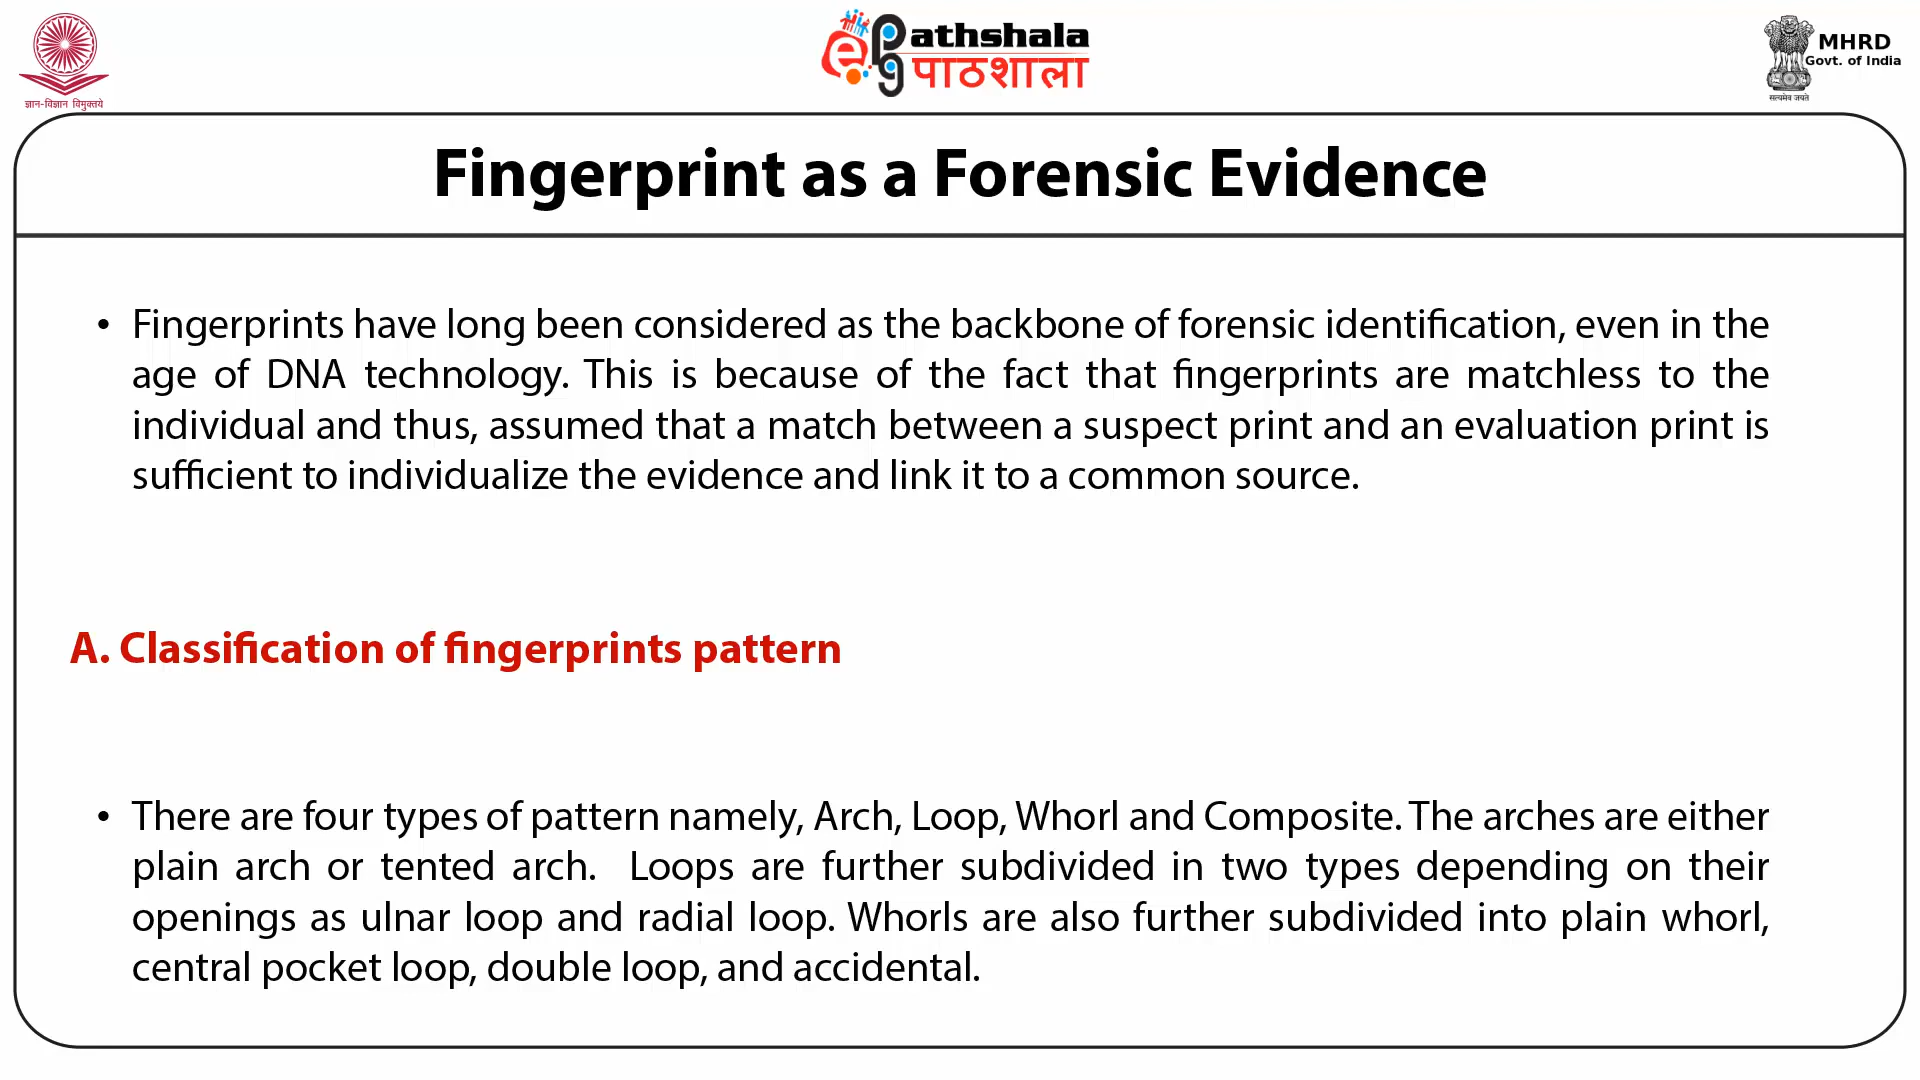 ज्ञान-विज्ञान विमुक्तये
ePathshala
पाठशाला
MHRD
Govt. of India
सत्यमेव जयते
Fingerprint as a Forensic Evidence
• Fingerprints have long been considered as the backbone of forensic identification, even in the
age of DNA technology. This is because of the fact that fingerprints are matchless to the
individual and thus, assumed that a match between a suspect print and an evaluation print is
sufficient to individualize the evidence and link it to a common source.
A. Classification of fingerprints pattern
• There are four types of pattern namely, Arch, Loop, Whorl and Composite. The arches are either
plain arch or tented arch. Loops are further subdivided in two types depending on their
openings as ulnar loop and radial loop. Whorls are also further subdivided into plain whorl,
central pocket loop, double loop, and accidental.